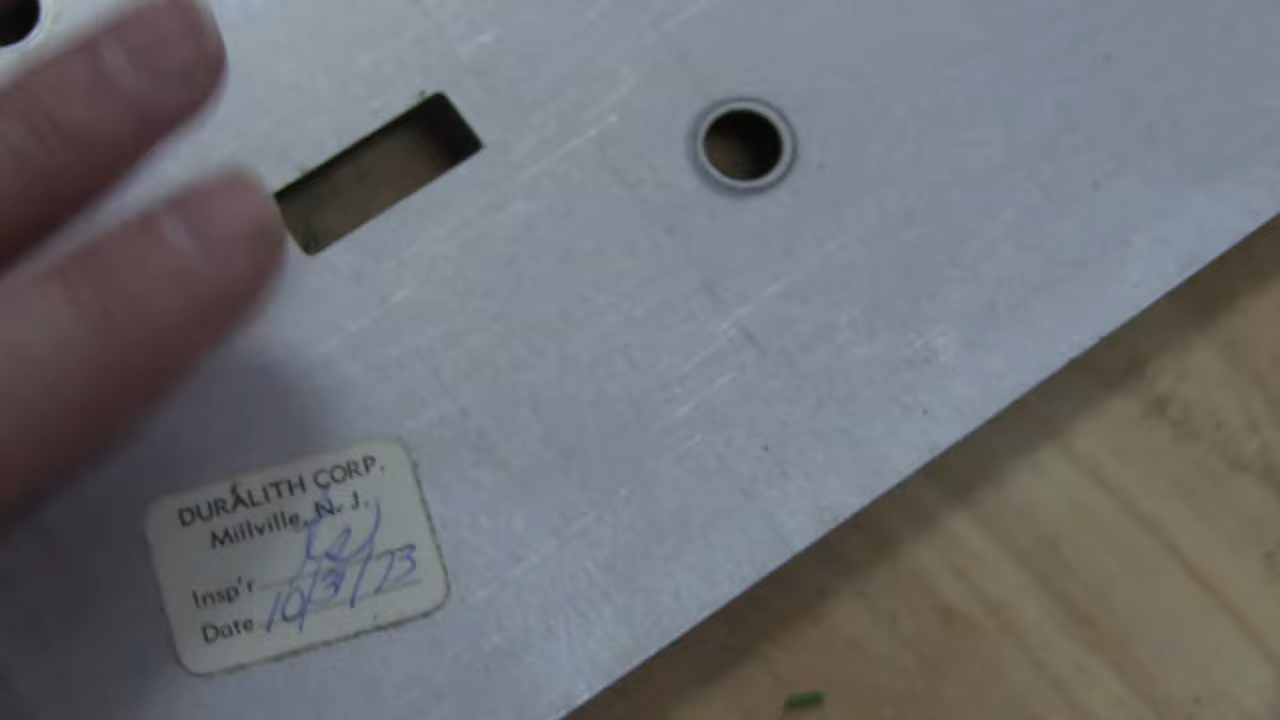 DURALITH CORP.
Millville, N. J.
Insp'r
Date 10/3/73